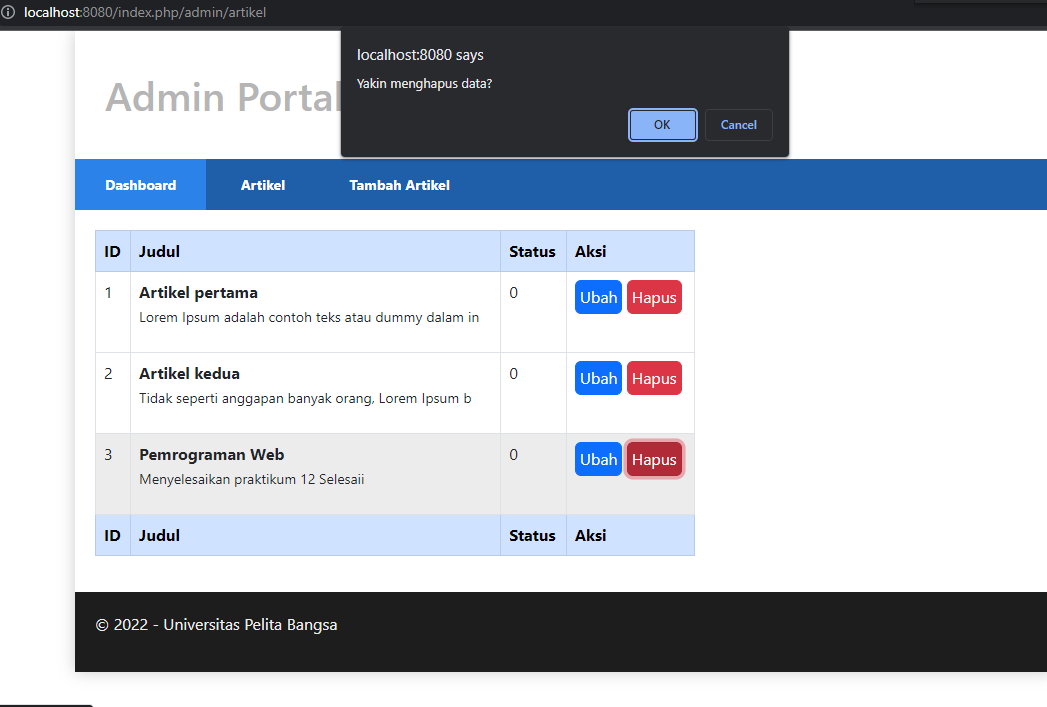 localhost:8080/index.php/admin/artikel
localhost:8080 says
Yakin menghapus data?
OK Cancel
Admin Portal
Dashboard Artikel Tambah Artikel
ID Judul Status Aksi
1 Artikel pertama 0 Ubah Hapus
Lorem Ipsum adalah contoh teks atau dummy dalam in
2 Artikel kedua 0 Ubah Hapus
Tidak seperti anggapan banyak orang, Lorem Ipsum b
3 Pemrograman Web 0 Ubah Hapus
Menyelesaikan praktikum 12 Selesaii
ID Judul Status Aksi
© 2022 - Universitas Pelita Bangsa